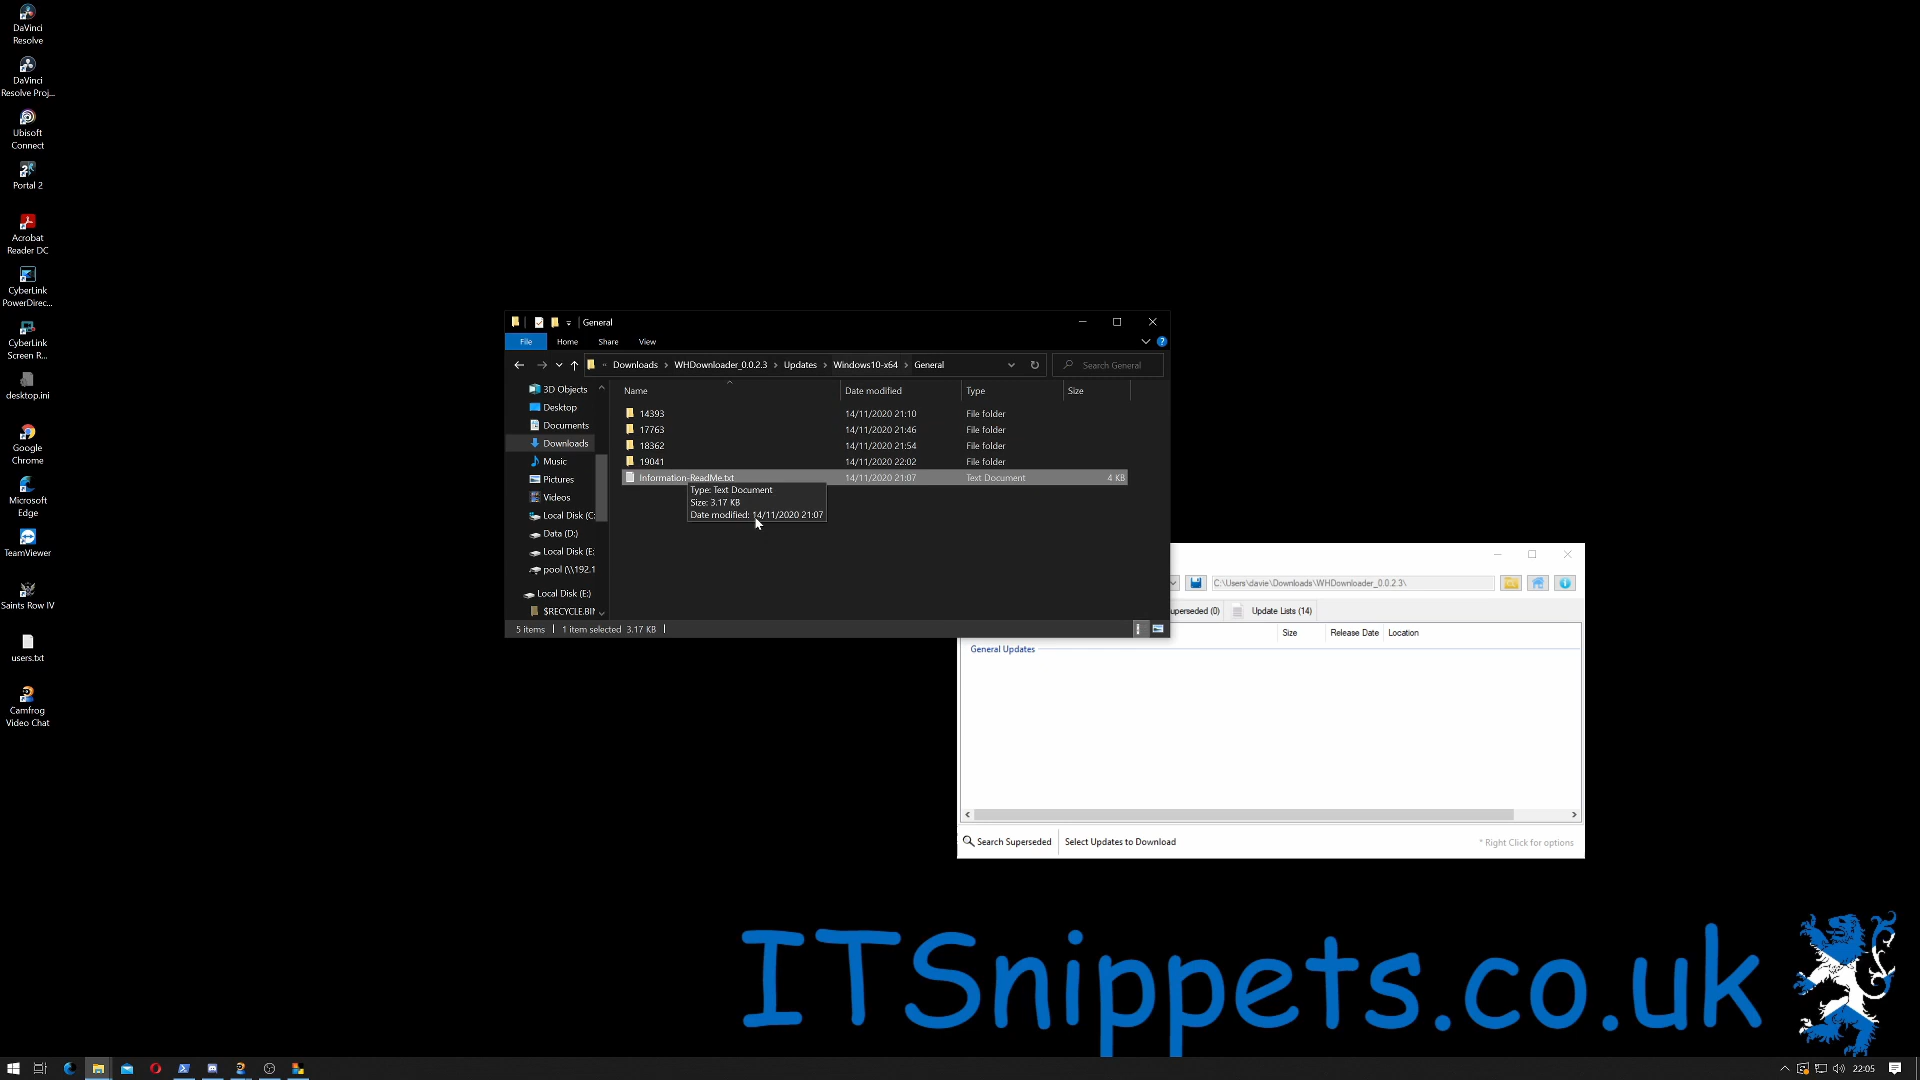 DaVinci
Resolve
DaVinci
Resolve Proj...
Ubisoft
Connect
Portal 2
Acrobat
Reader DC
CyberLink
PowerDirec...
CyberLink
Screen R...
desktop.ini
Google
Chrome
Microsoft
Edge
TeamViewer
Saints Row IV
users.txt
Camfrog
Video Chat
General
File Home Share View
Downloads > WHDownloader_0.0.2.3 > Updates > Windows10-x64 > General
Search General
3D Objects
Desktop
Documents
Downloads
Music
Pictures
Videos
Local Disk (C:
Data (D:)
Local Disk (E:
pool (\\192.1
Local Disk (E:)
$RECYCLE.BIN
Name Date modified Type Size
14393 14/11/2020 21:10 File folder
17763 14/11/2020 21:46 File folder
18362 14/11/2020 21:54 File folder
19041 14/11/2020 22:02 File folder
Information-ReadMe.txt 14/11/2020 21:07 Text Document 4 KB
Type: Text Document
Size: 3.17 KB
Date modified: 14/11/2020 21:07
5 items 1 item selected 3.17 KB
C:\Users\davie\Downloads\WHDownloader_0.0.2.3\
uperseded (0) Update Lists (14)
Size Release Date Location
General Updates
Search Superseded Select Updates to Download * Right Click for options
ITSnippets.co.uk
22:05